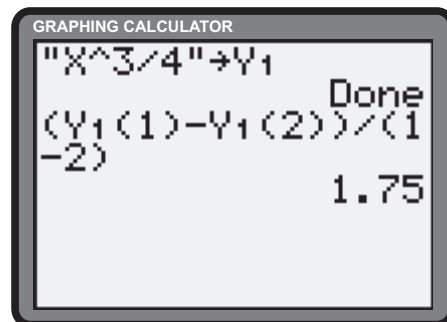 GRAPHING CALCULATOR
"X^3/4"→Y₁
Done
(Y₁(1)-Y₁(2))/(1
-2)
1.75